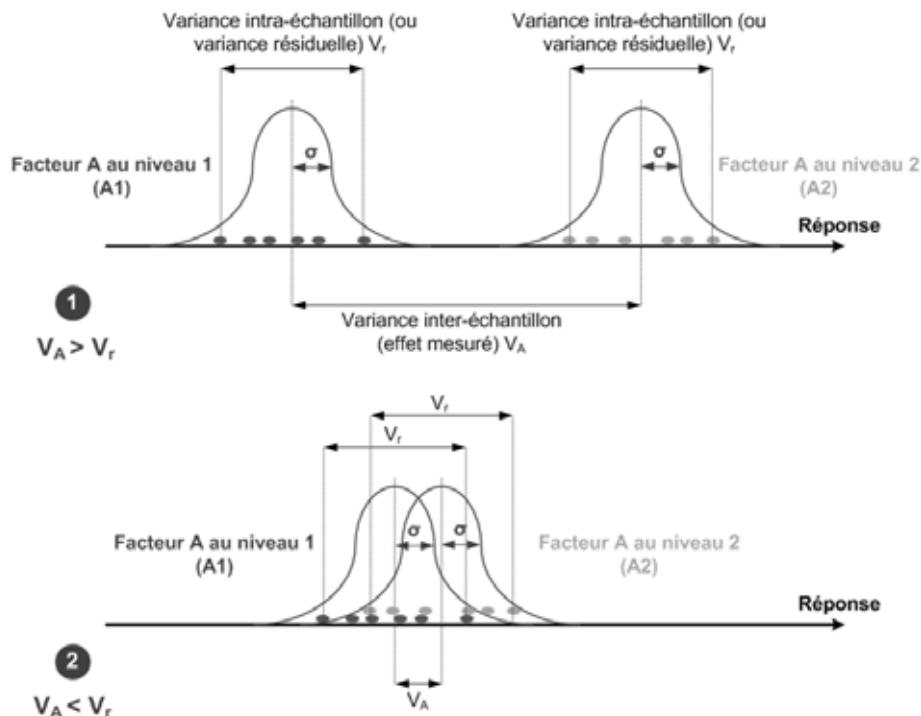 Variance intra-échantillon (ou
variance résiduelle) Vr
Variance intra-échantillon (ou
variance résiduelle) Vr
σ
σ
Facteur A au niveau 1
(A1)
Facteur A au niveau 2
(A2)
Réponse
1
VA > Vr
Variance inter-échantillon
(effet mesuré) VA
Vr
Vr
σ
σ
Facteur A au niveau 1
(A1)
Facteur A au niveau 2
(A2)
Réponse
2
VA < Vr
VA